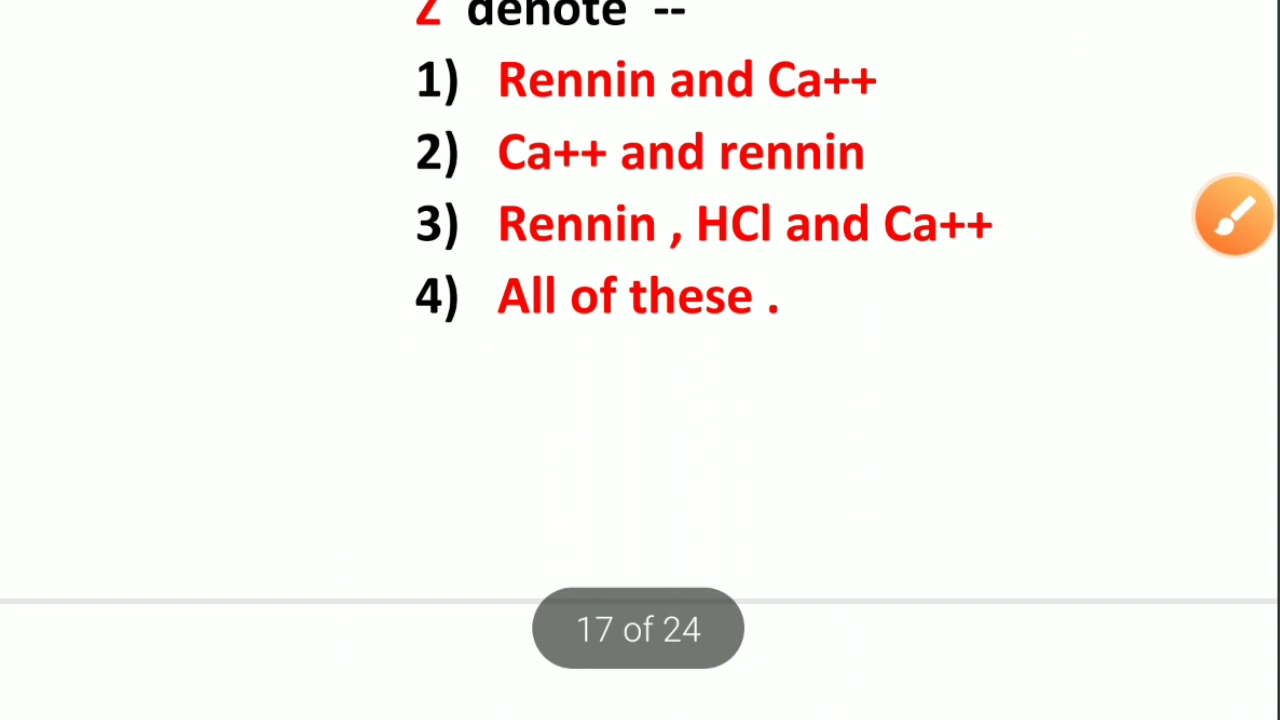 Z denote --
1) Rennin and Ca++
2) Ca++ and rennin
3) Rennin , HCl and Ca++
4) All of these .
17 of 24